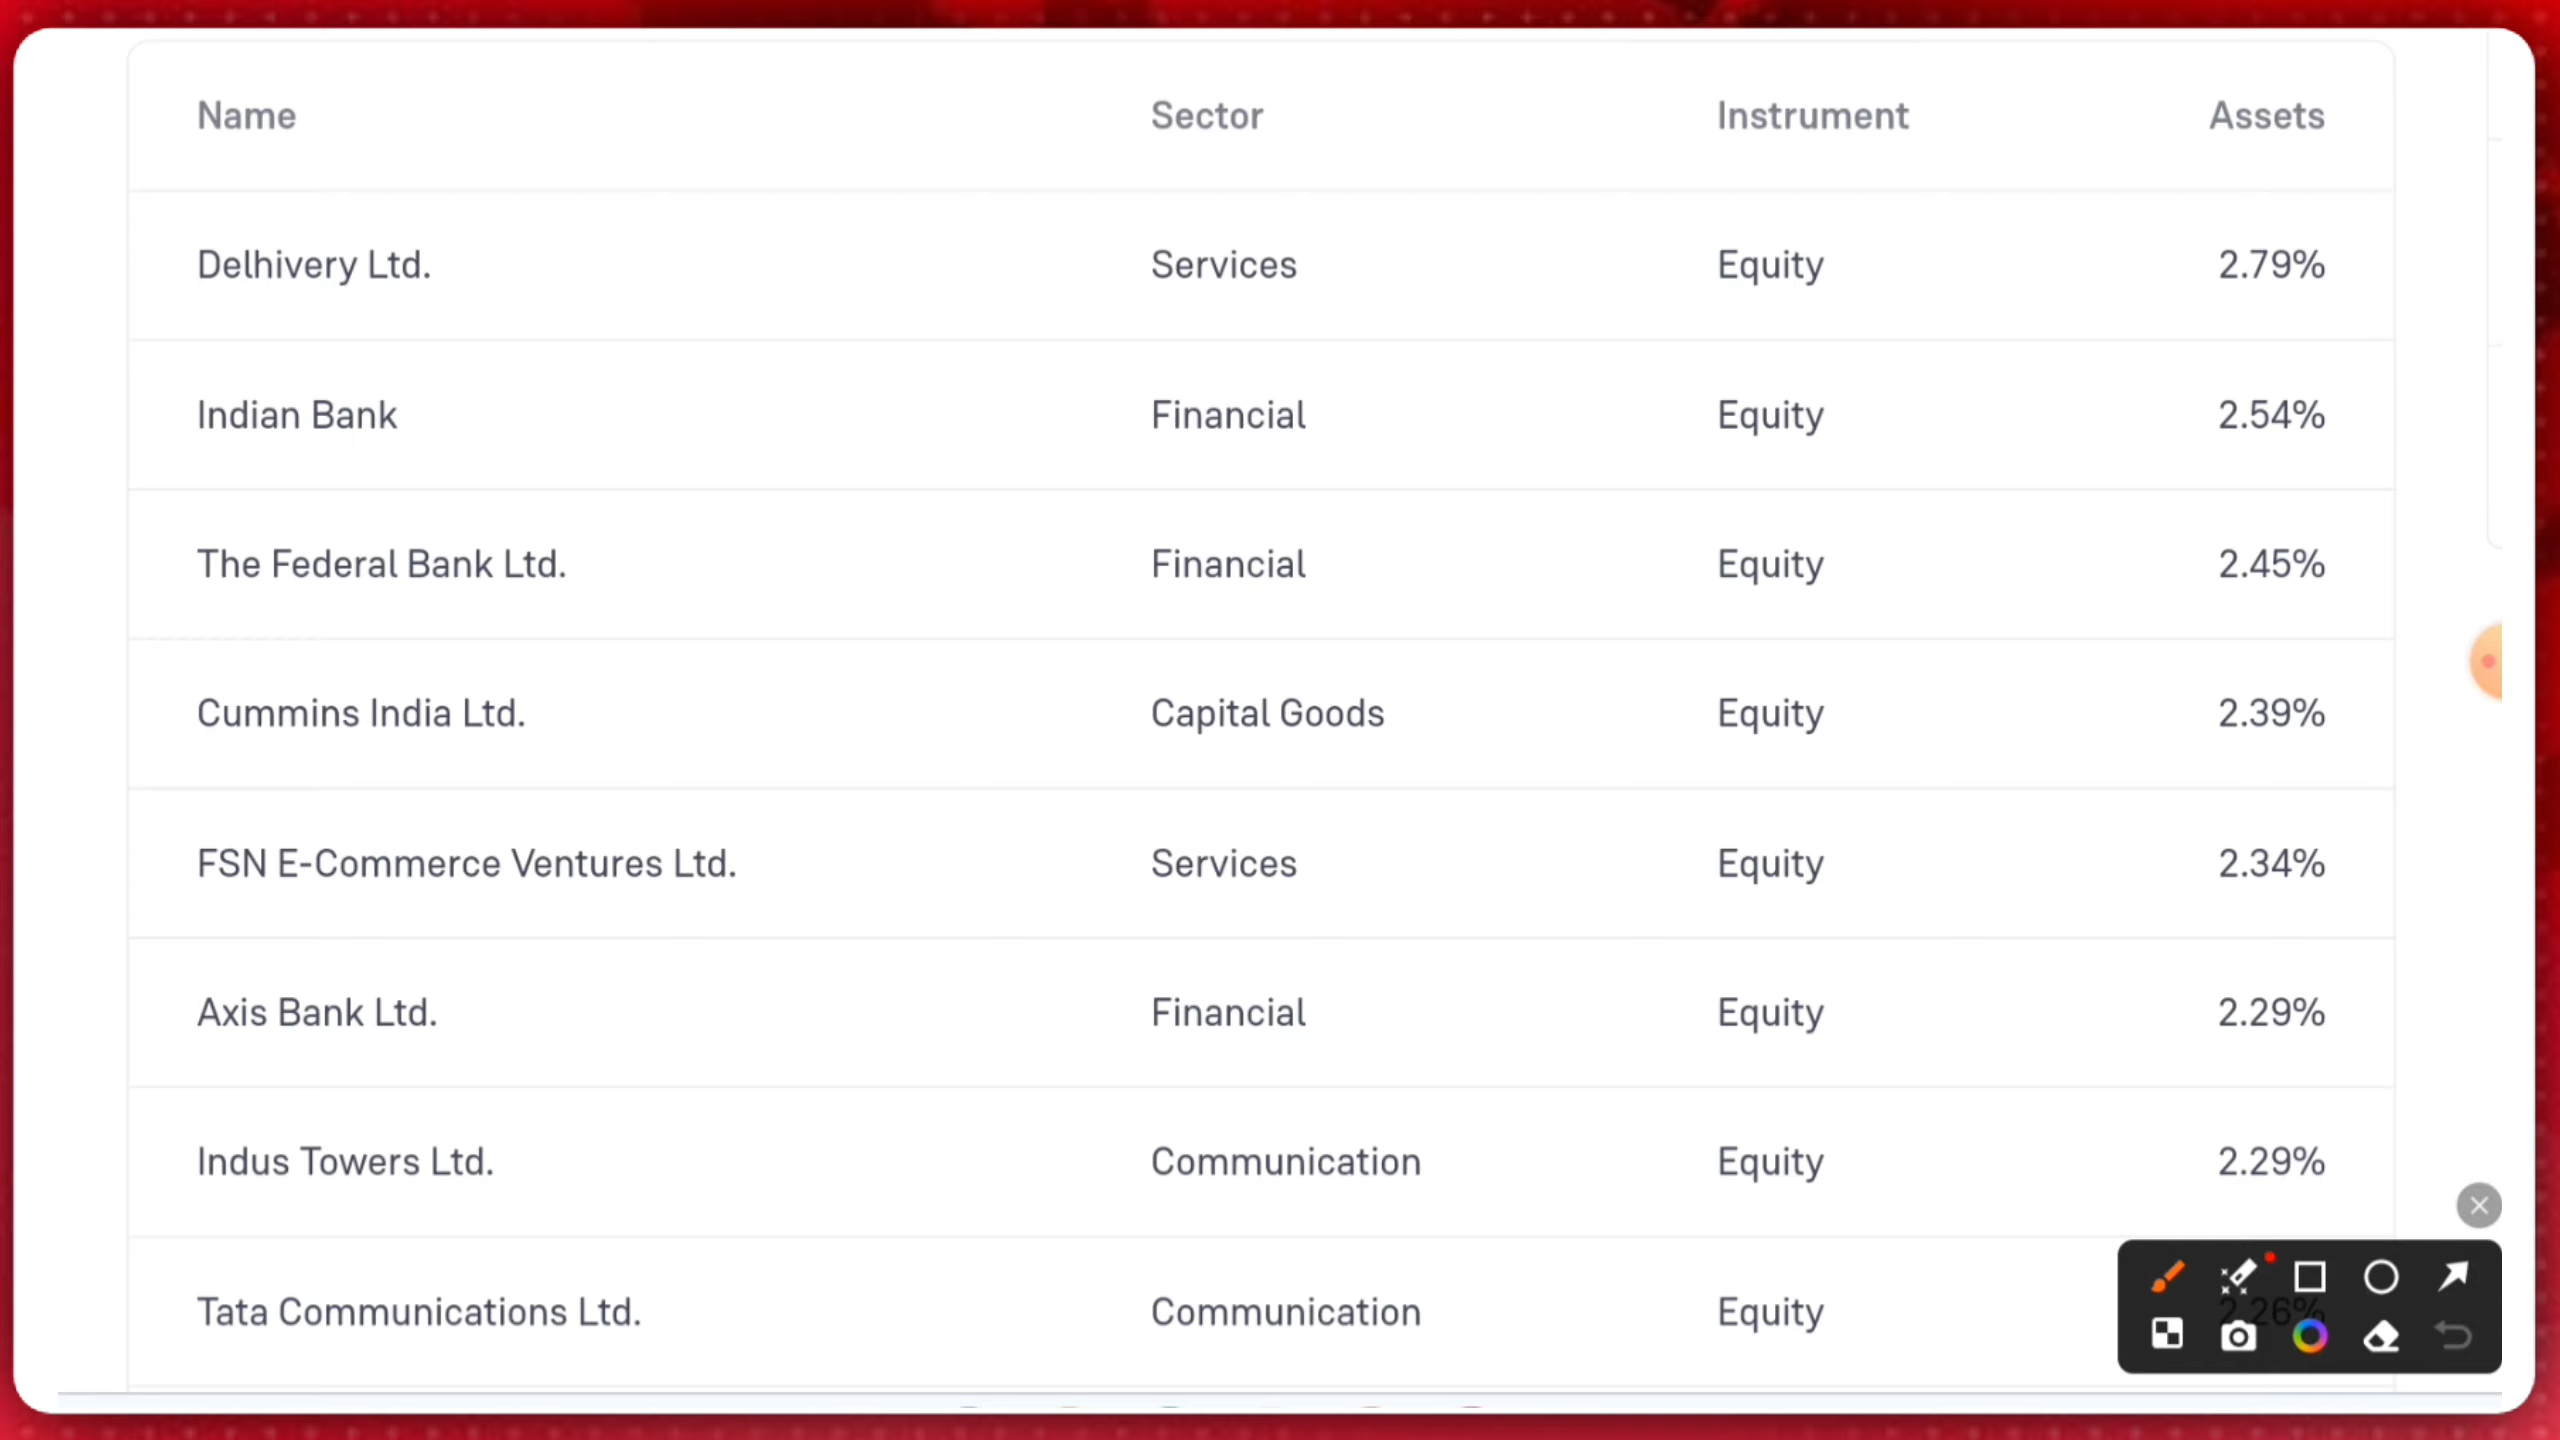 Name Sector Instrument Assets
Delhivery Ltd. Services Equity 2.79%
Indian Bank Financial Equity 2.54%
The Federal Bank Ltd. Financial Equity 2.45%
Cummins India Ltd. Capital Goods Equity 2.39%
FSN E-Commerce Ventures Ltd. Services Equity 2.34%
Axis Bank Ltd. Financial Equity 2.29%
Indus Towers Ltd. Communication Equity 2.29%
Tata Communications Ltd. Communication Equity 2.26%